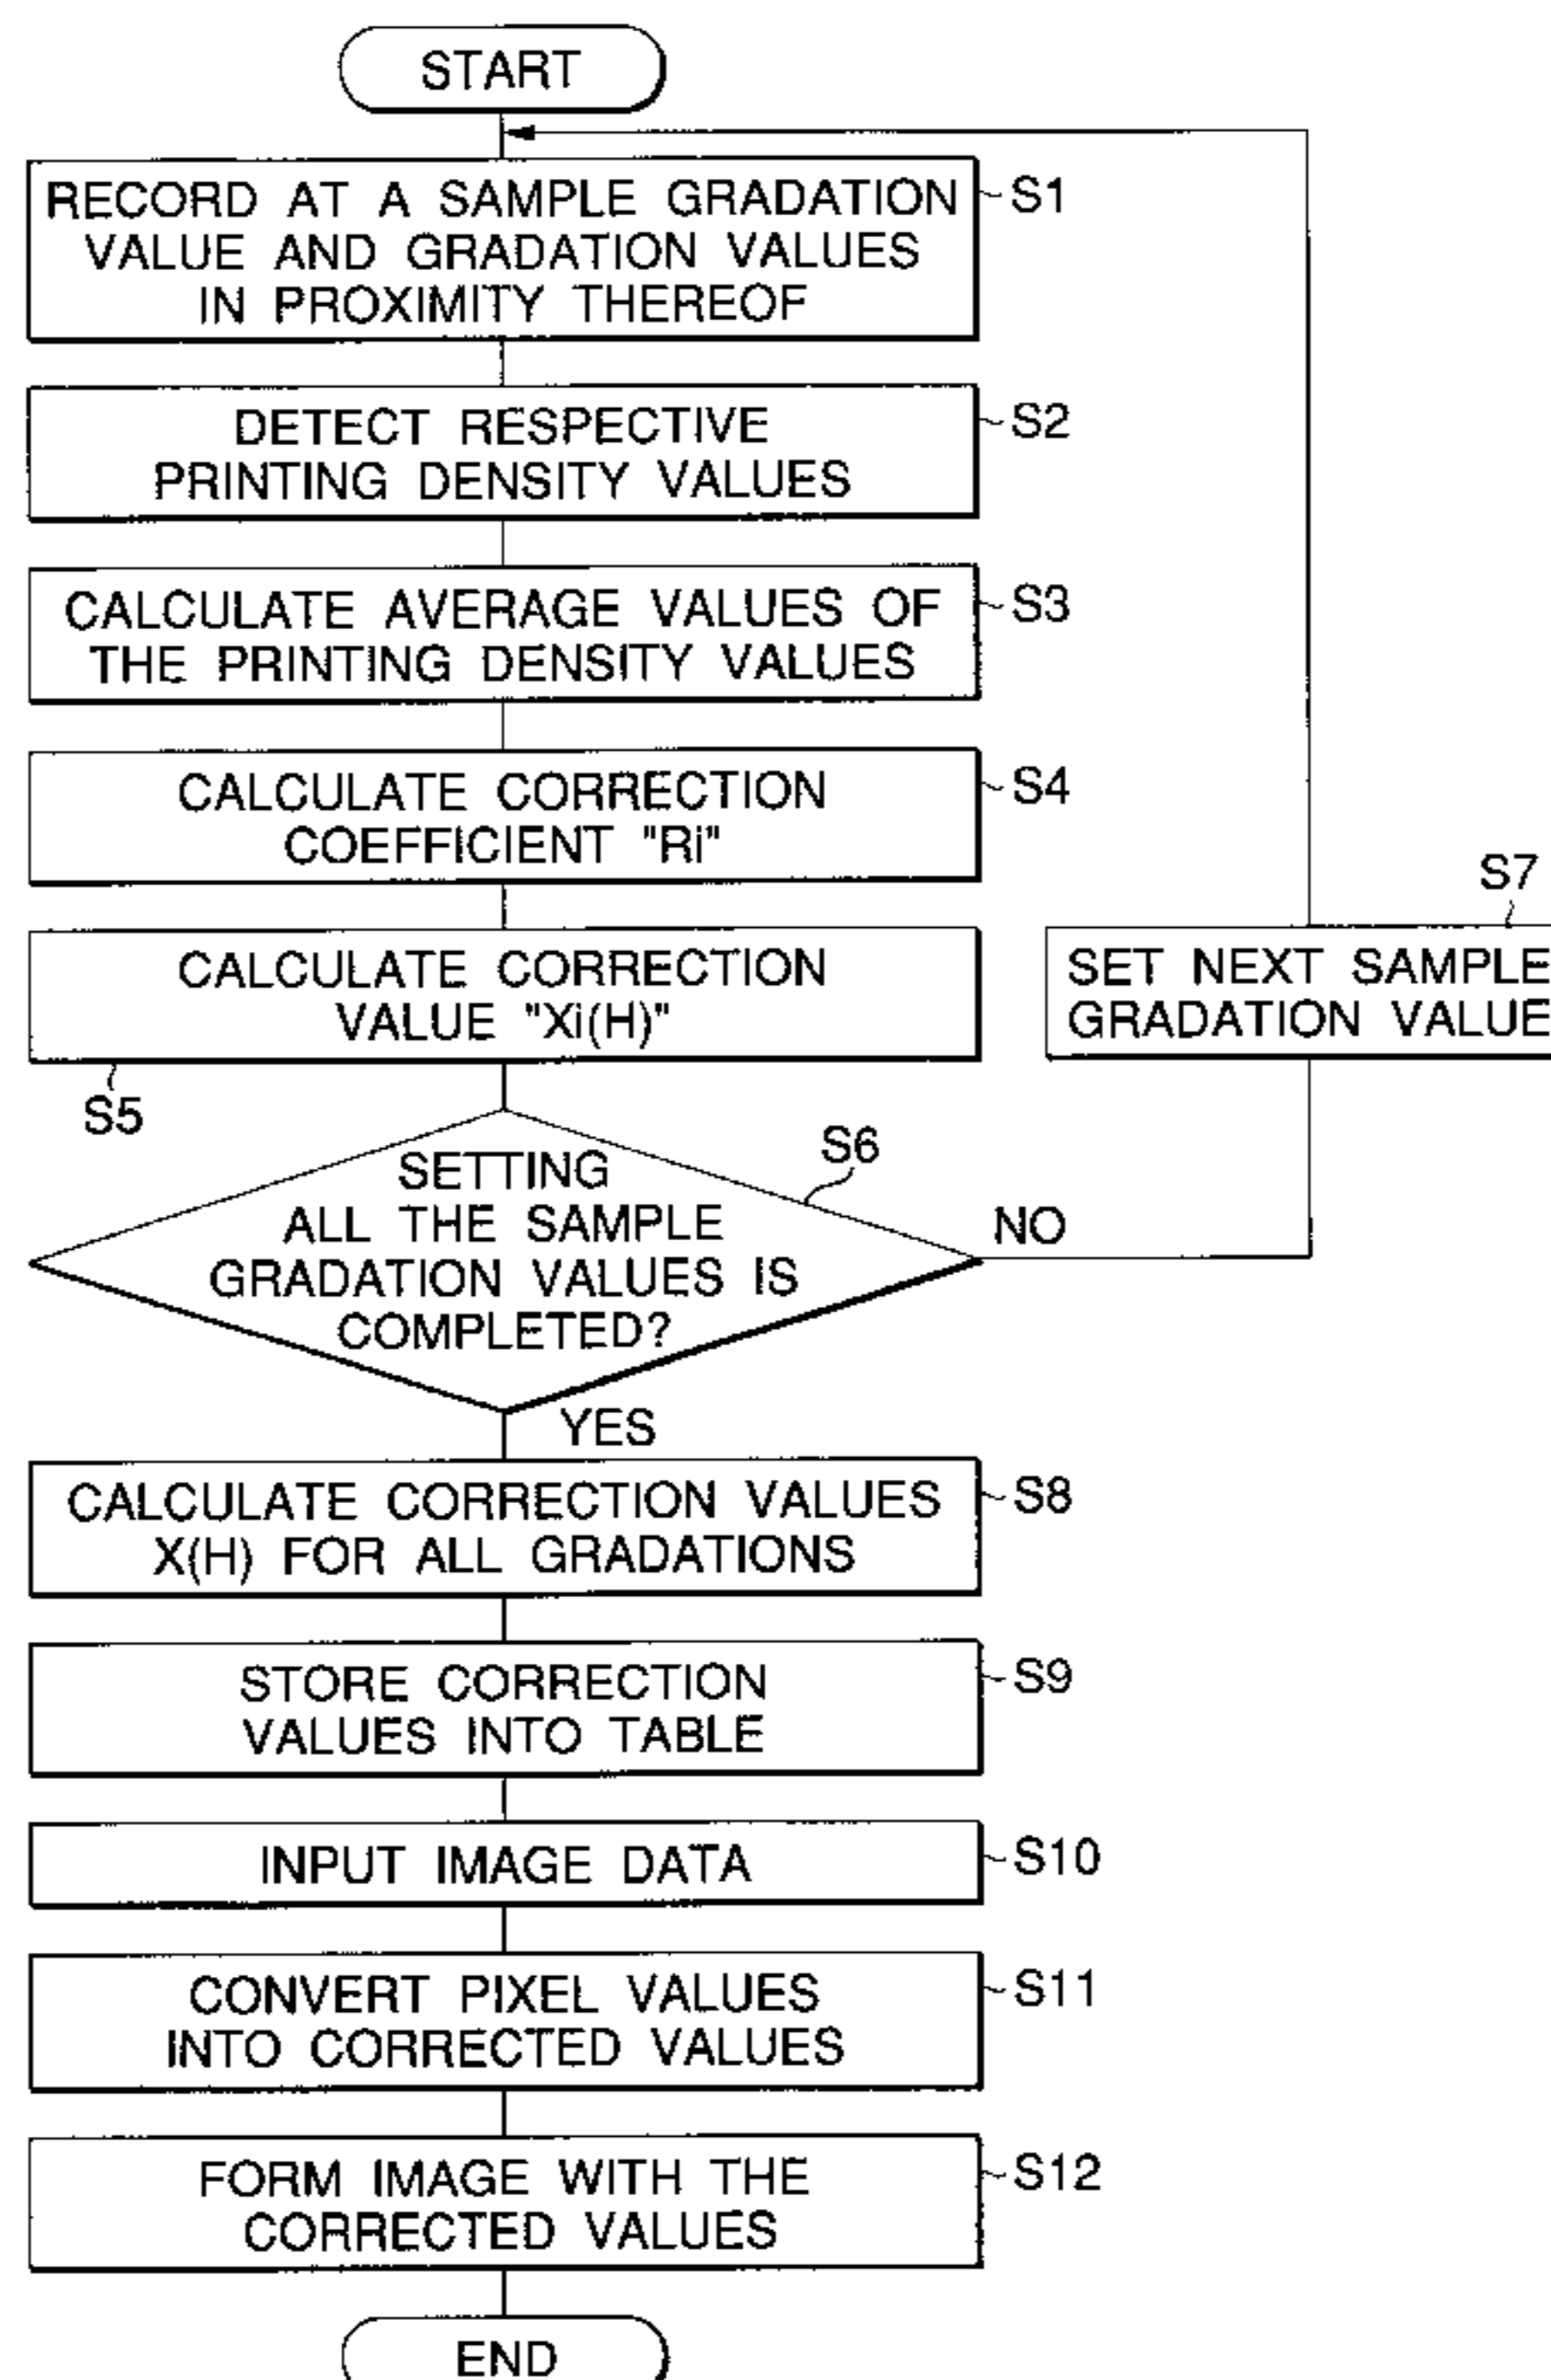 START
RECORD AT A SAMPLE GRADATION
VALUE AND GRADATION VALUES
IN PROXIMITY THEREOF
S1
DETECT RESPECTIVE
PRINTING DENSITY VALUES
S2
CALCULATE AVERAGE VALUES OF
THE PRINTING DENSITY VALUES
S3
CALCULATE CORRECTION
COEFFICIENT "Ri"
S4
CALCULATE CORRECTION
VALUE "Xi(H)"
S5
S7
SET NEXT SAMPLE
GRADATION VALUE
SETTING
ALL THE SAMPLE
GRADATION VALUES IS
COMPLETED?
S6
NO
YES
CALCULATE CORRECTION VALUES
X(H) FOR ALL GRADATIONS
S8
STORE CORRECTION
VALUES INTO TABLE
S9
INPUT IMAGE DATA
S10
CONVERT PIXEL VALUES
INTO CORRECTED VALUES
S11
FORM IMAGE WITH THE
CORRECTED VALUES
S12
END